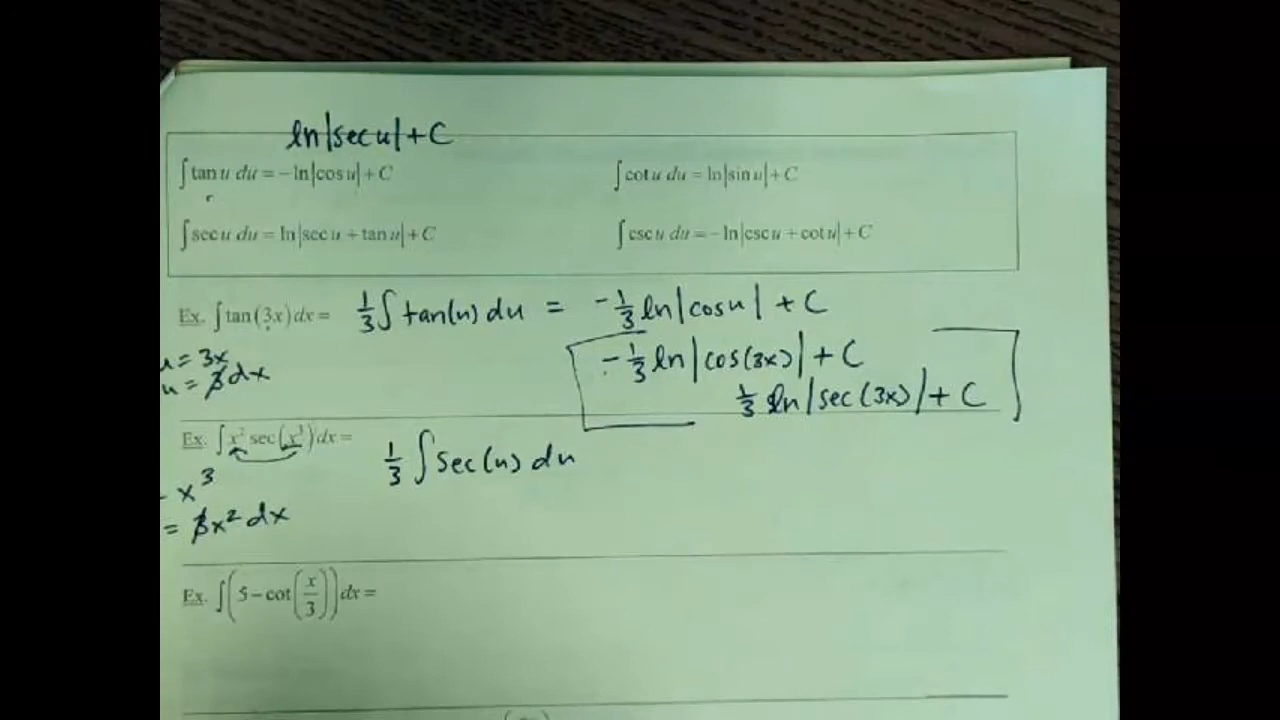 ln|sec u| + C
∫ tan u du = −ln|cos u| + C
∫ cot u du = ln|sin u| + C
∫ sec u du = ln|sec u + tan u| + C
∫ csc u du = −ln|csc u + cot u| + C
Ex. ∫ tan(3x) dx = 1/3 ∫ tan(u) du = −1/3 ln|cos u| + C
u = 3x
u = 3dx
−1/3 ln|cos(3x)| + C
1/3 ln|sec(3x)| + C
Ex. ∫ x² sec(x³) dx = 1/3 ∫ sec(u) du
x³
= 3x² dx
Ex. ∫ (5 − cot(x/3)) dx =